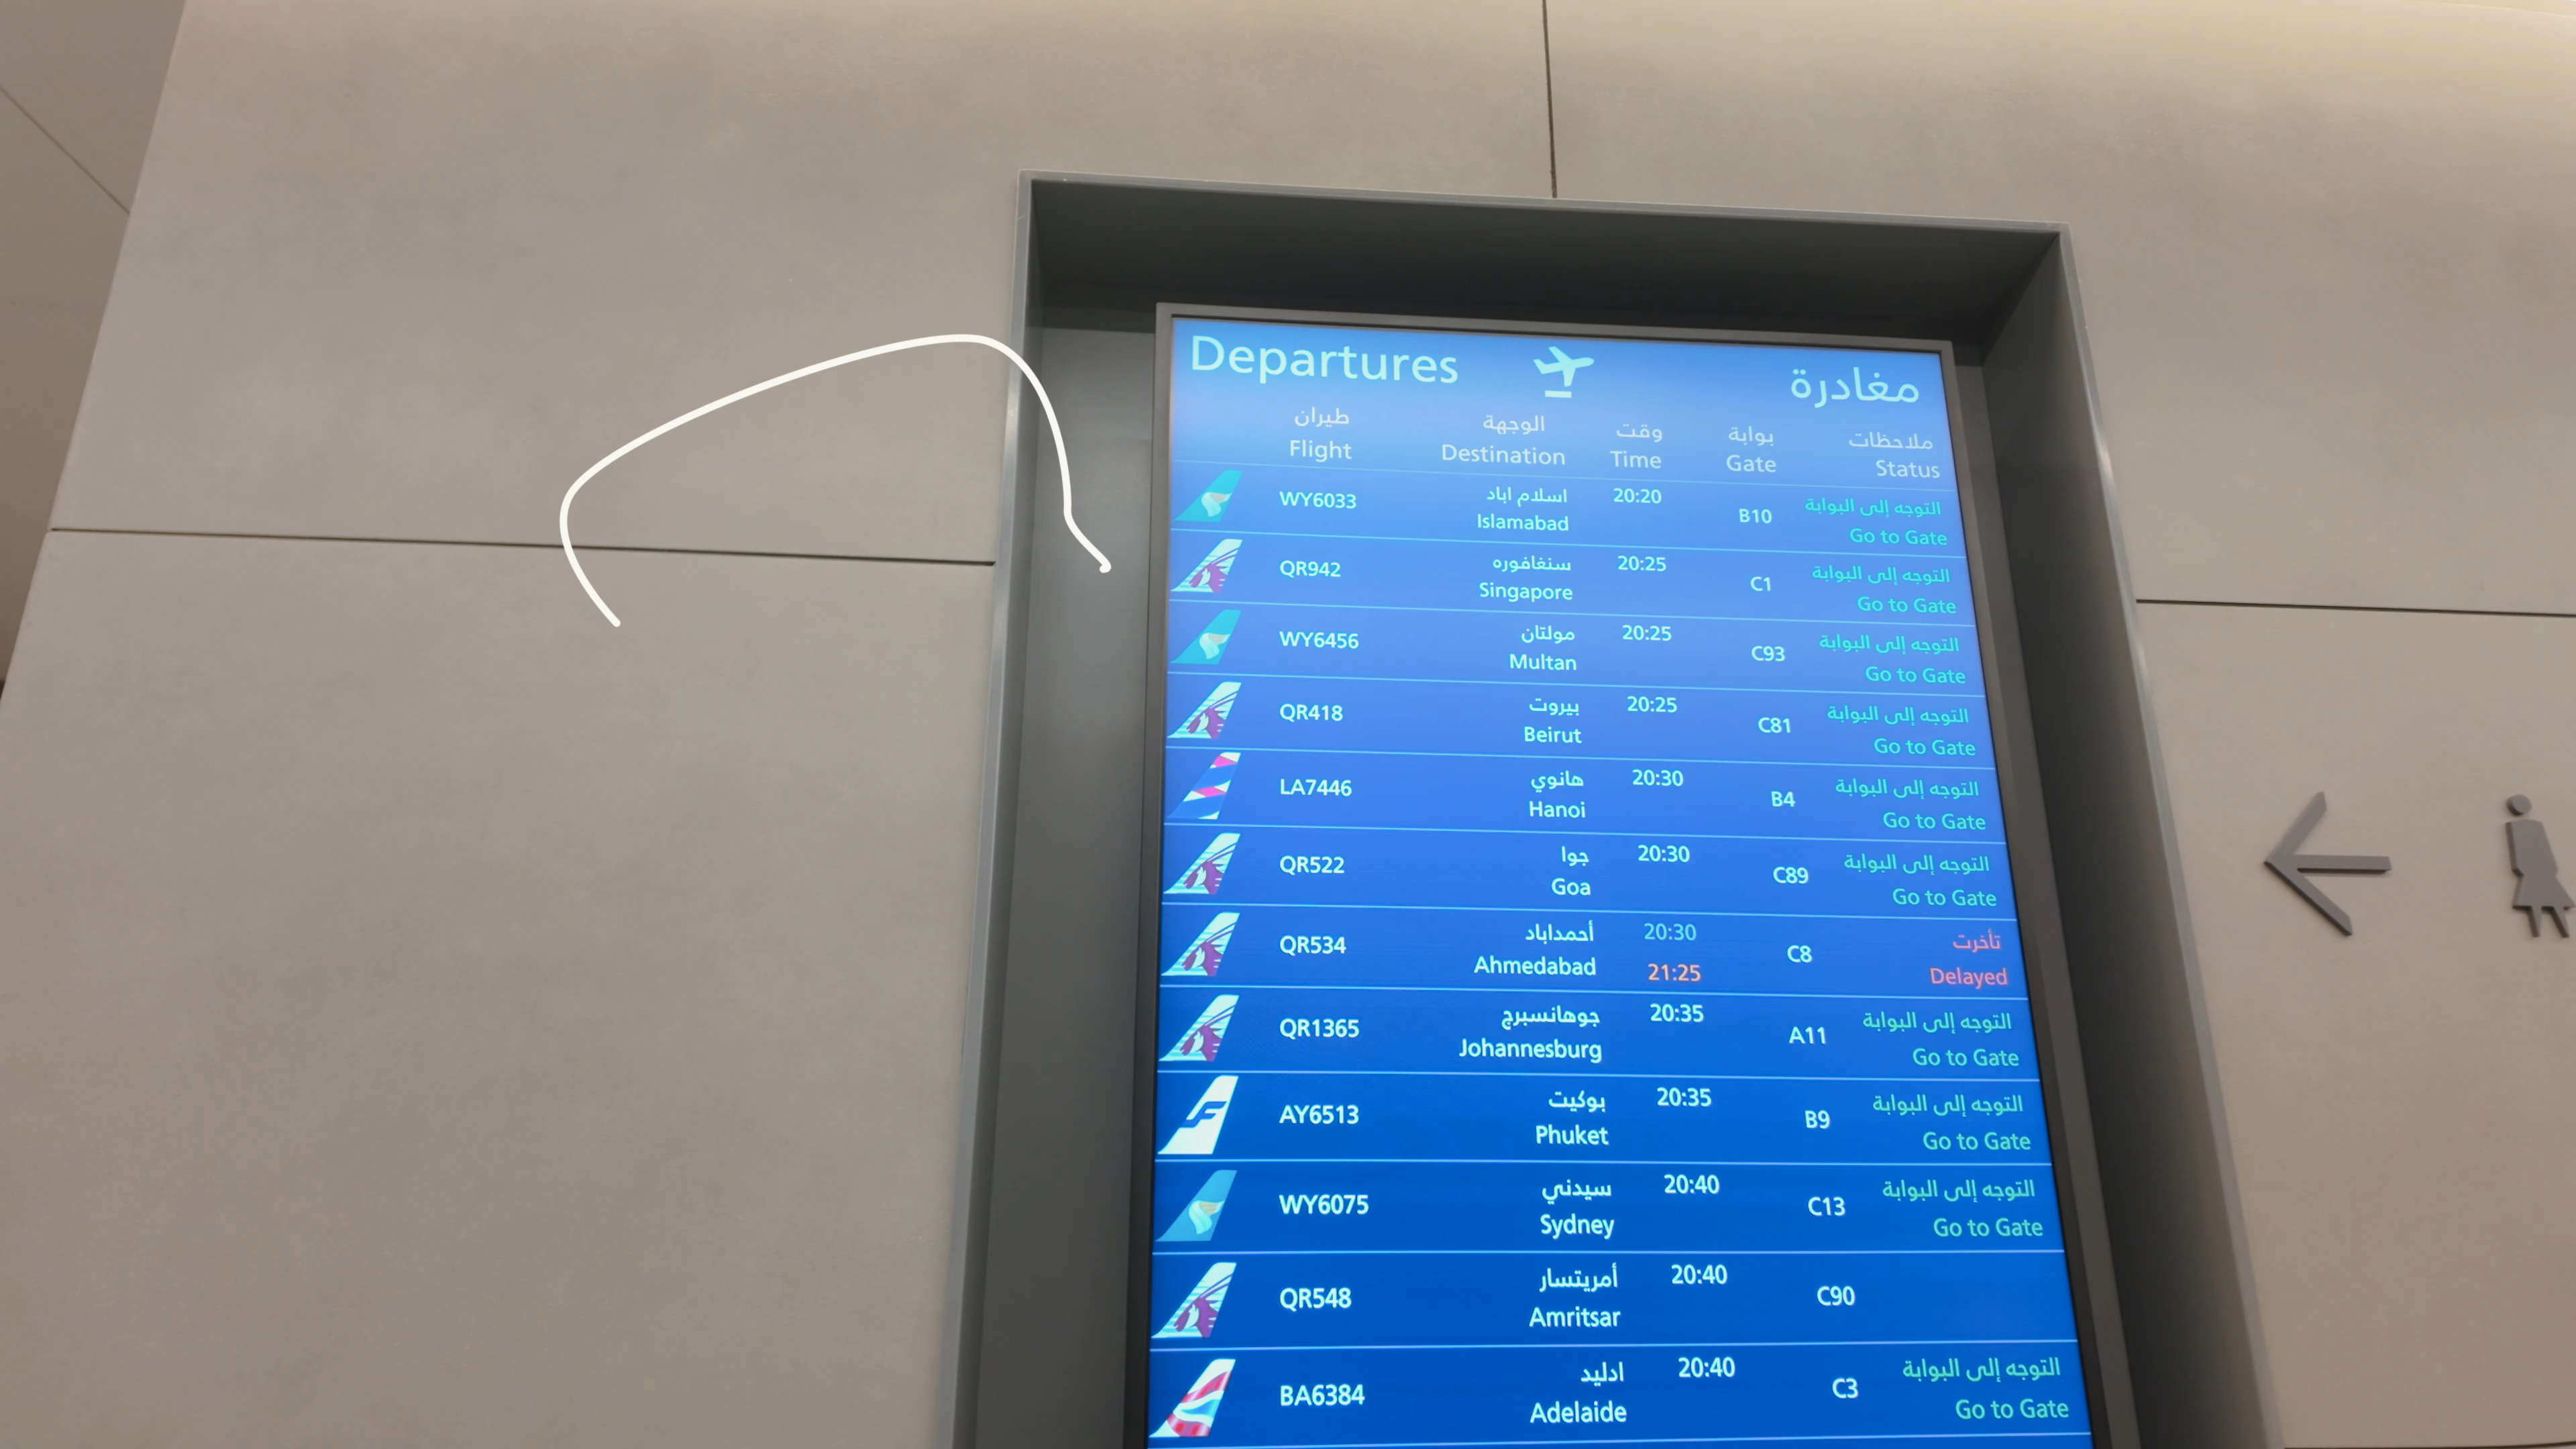 Departures مغادرة
طيران الوجهة وقت بوابة ملاحظات
Flight Destination Time Gate Status
WY6033 اسلام اباد 20:20 B10 التوجه إلى البوابة
Islamabad Go to Gate
QR942 سنغافوره 20:25 C1 التوجه إلى البوابة
Singapore Go to Gate
WY6456 مولتان 20:25 C93 التوجه إلى البوابة
Multan Go to Gate
QR418 بيروت 20:25 C81 التوجه إلى البوابة
Beirut Go to Gate
LA7446 هانوي 20:30 B4 التوجه إلى البوابة
Hanoi Go to Gate
QR522 جوا 20:30 C89 التوجه إلى البوابة
Goa Go to Gate
QR534 أحمداباد 20:30 C8 تأخرت
Ahmedabad 21:25 Delayed
QR1365 جوهانسبرج 20:35 A11 التوجه إلى البوابة
Johannesburg Go to Gate
AY6513 بوكيت 20:35 B9 التوجه إلى البوابة
Phuket Go to Gate
WY6075 سيدني 20:40 C13 التوجه إلى البوابة
Sydney Go to Gate
QR548 أمريتسار 20:40 C90
Amritsar
BA6384 ادليد 20:40 C3 التوجه إلى البوابة
Adelaide Go to Gate